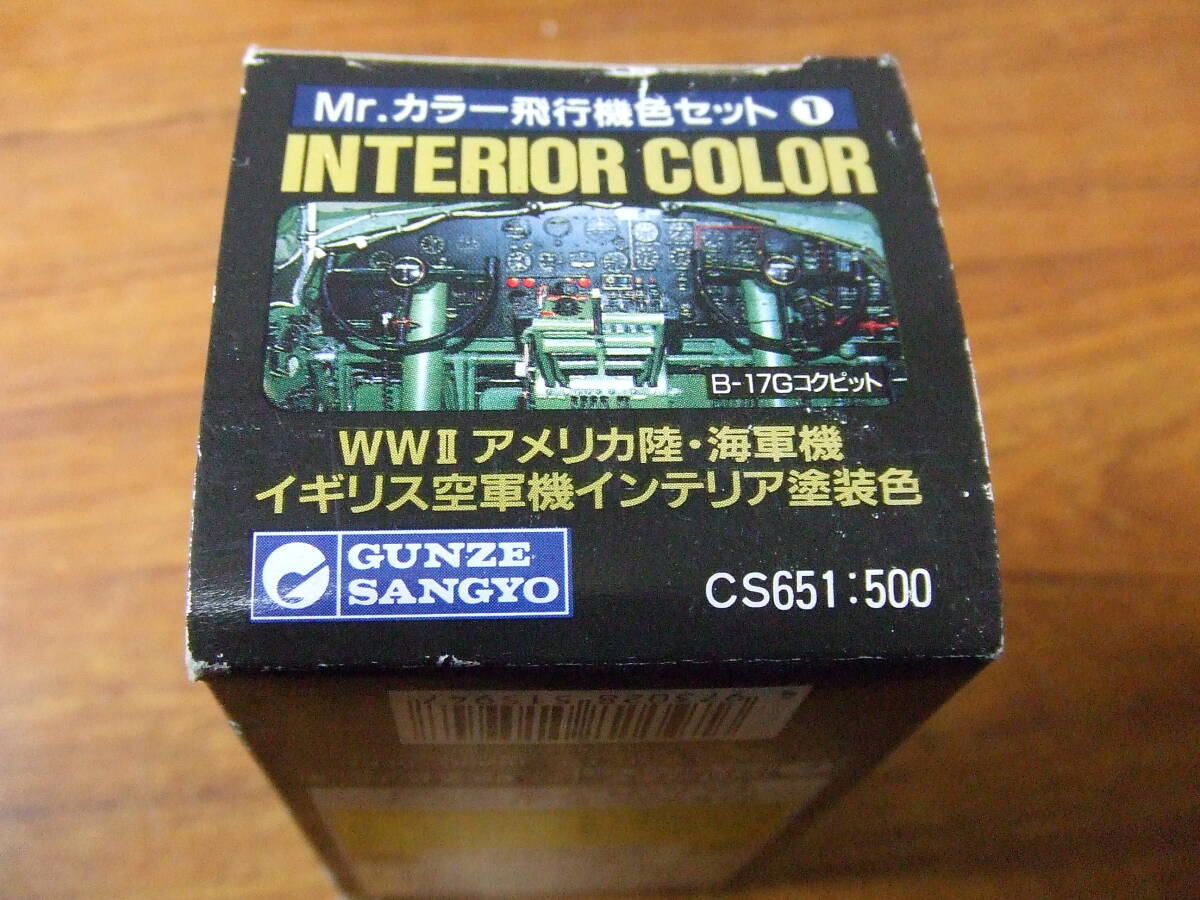 Mr.カラー飛行機色セット ❶
INTERIOR COLOR
B-17Gコクピット
WWⅡ アメリカ陸・海軍機
イギリス空軍機インテリア塗装色
GUNZE
SANGYO
CS651:500